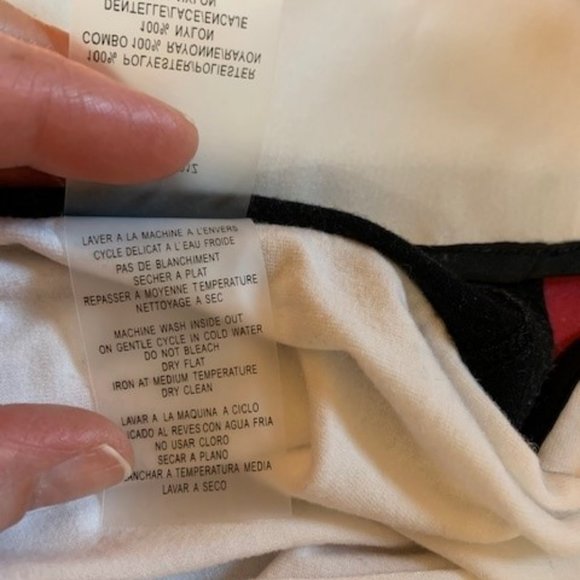 100% POLYESTER/POLIESTER
COMBO 100% RAYONNE/RAYON
100% NYLON
DENTELLE/LACE/ENCAJE
NYLON
LAVER A LA MACHINE A L'ENVERS
CYCLE DELICAT A L'EAU FROIDE
PAS DE BLANCHIMENT
SECHER A PLAT
REPASSER A MOYENNE TEMPERATURE
NETTOYAGE A SEC
MACHINE WASH INSIDE OUT
ON GENTLE CYCLE IN COLD WATER
DO NOT BLEACH
DRY FLAT
IRON AT MEDIUM TEMPERATURE
DRY CLEAN
LAVAR A LA MAQUINA A CICLO
ICADO AL REVES CON AGUA FRIA
NO USAR CLORO
SECAR A PLANO
ANCHAR A TEMPERATURA MEDIA
LAVAR A SECO